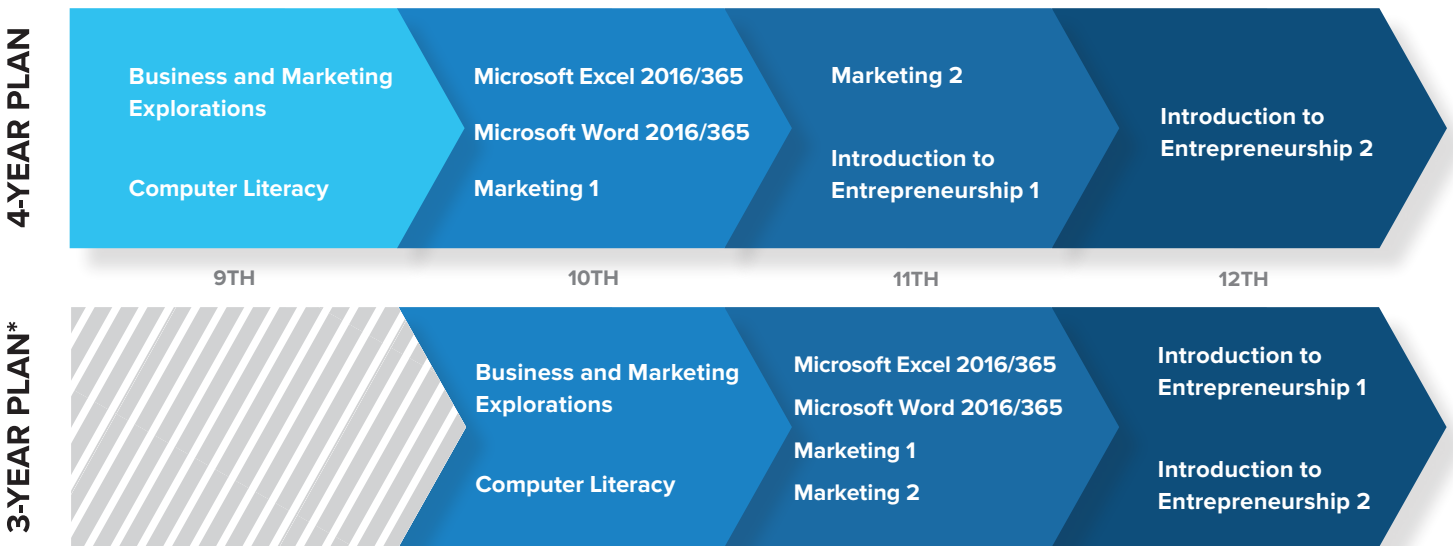 4-YEAR PLAN
Business and Marketing
Explorations
Computer Literacy
Microsoft Excel 2016/365
Microsoft Word 2016/365
Marketing 1
Marketing 2
Introduction to
Entrepreneurship 1
Introduction to
Entrepreneurship 2
9TH
10TH
11TH
12TH
3-YEAR PLAN*
Business and Marketing
Explorations
Computer Literacy
Microsoft Excel 2016/365
Microsoft Word 2016/365
Marketing 1
Marketing 2
Introduction to
Entrepreneurship 1
Introduction to
Entrepreneurship 2